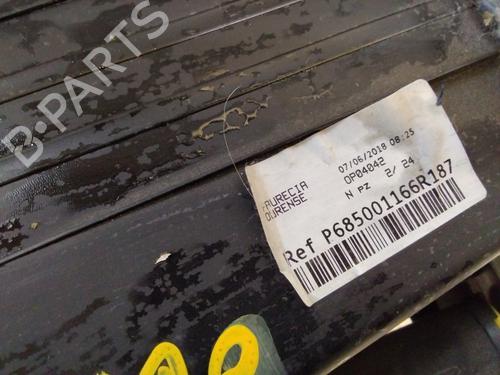 B-PARTS
FAURECIA
OURENSE
07/06/2018 08:25
OP04042
N PZ 2/ 24
Ref P685001166R187